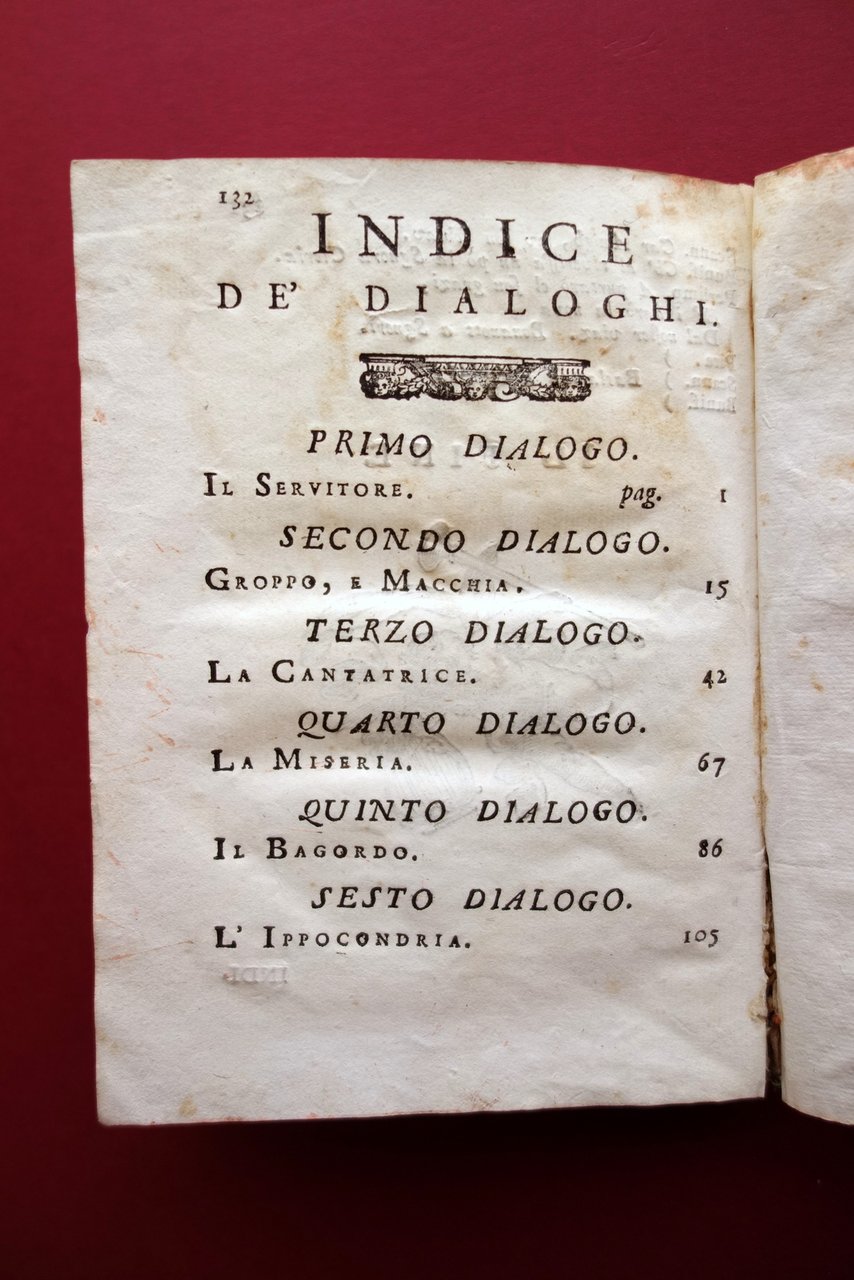 132
INDICE
DE' DIALOGHI.
PRIMO DIALOGO.
IL SERVITORE. pag. 1
SECONDO DIALOGO.
GROPPO, E MACCHIA. 15
TERZO DIALOGO.
LA CANTATRICE. 42
QUARTO DIALOGO.
LA MISERIA. 67
QUINTO DIALOGO.
IL BAGORDO. 86
SESTO DIALOGO.
L' IPPOCONDRIA. 105